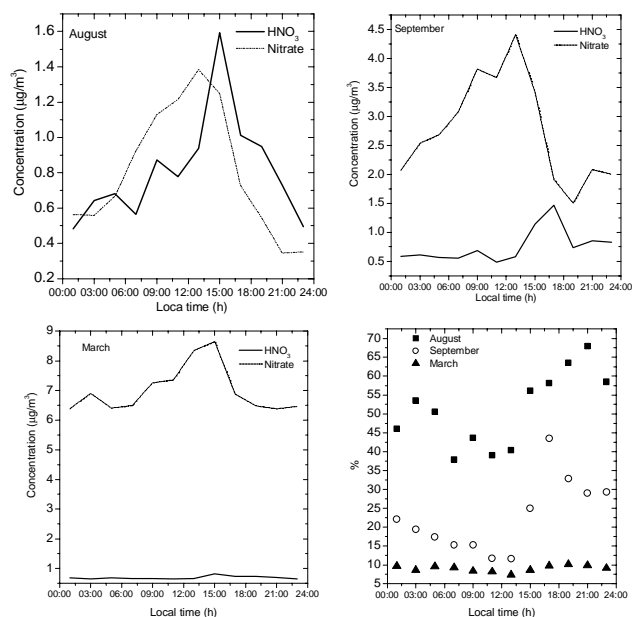 August
HNO3
Nitrate
Concentration (µg/m³)
1.6
1.4
1.2
1.0
0.8
0.6
0.4
0.2
00:00 03:00 06:00 09:00 12:00 15:00 18:00 21:00 24:00
Loca time (h)
September
HNO3
Nitrate
Concentration (µg/m³)
4.5
4.0
3.5
3.0
2.5
2.0
1.5
1.0
0.5
00:00 03:00 06:00 09:00 12:00 15:00 18:00 21:00 24:00
Local time (h)
March
HNO3
Nitrate
Concentration (µg/m³)
9
8
7
6
5
4
3
2
1
00:00 03:00 06:00 09:00 12:00 15:00 18:00 21:00 24:00
Local time (h)
August
September
March
%
70
65
60
55
50
45
40
35
30
25
20
15
10
5
00:00 03:00 06:00 09:00 12:00 15:00 18:00 21:00 24:00
Local time (h)